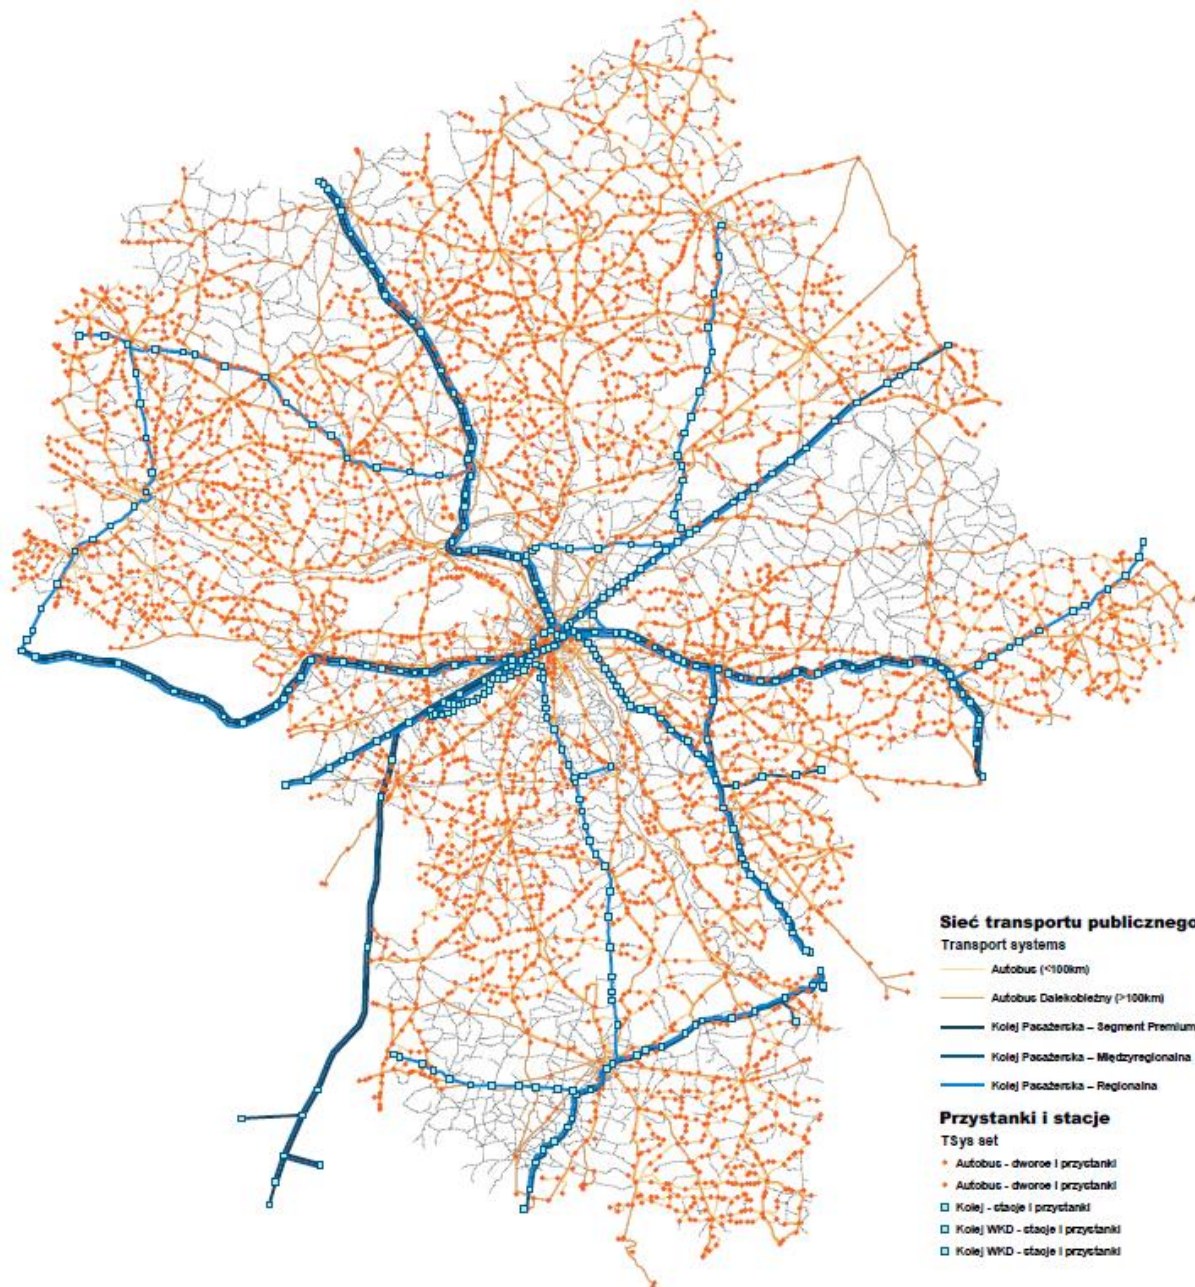 Sieć transportu publicznego
Transport systems
Autobus (<100km)
Autobus Dalekobieżny (>100km)
Kolej Pasażerska – Segment Premium
Kolej Pasażerska – Międzyregionalna
Kolej Pasażerska – Regionalna
Przystanki i stacje
TSys set
Autobus - dworce i przystanki
Autobus - dworce i przystanki
Kolej - stacje i przystanki
Kolej WKD - stacje i przystanki
Kolej WKD - stacje i przystanki